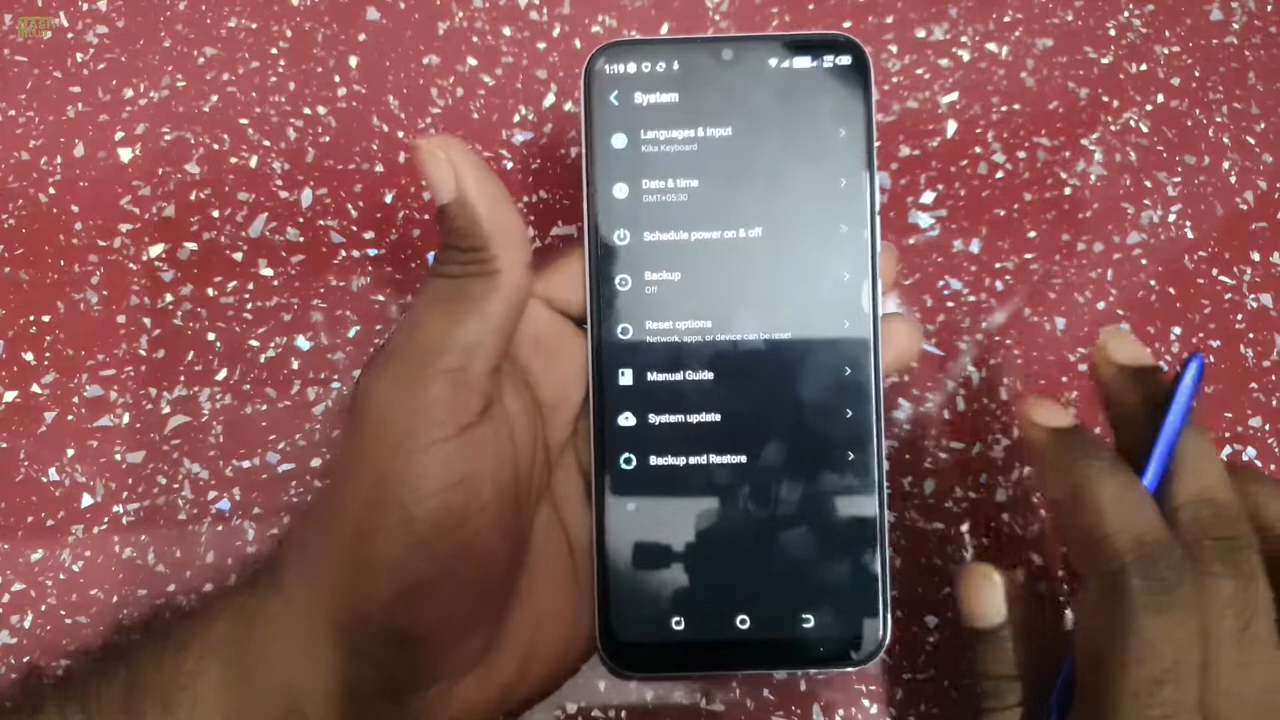 1:19
System
Languages & input
Kika Keyboard
Date & time
GMT+05:30
Schedule power on & off
Backup
Off
Reset options
Network, apps, or device can be reset
Manual Guide
System update
Backup and Restore